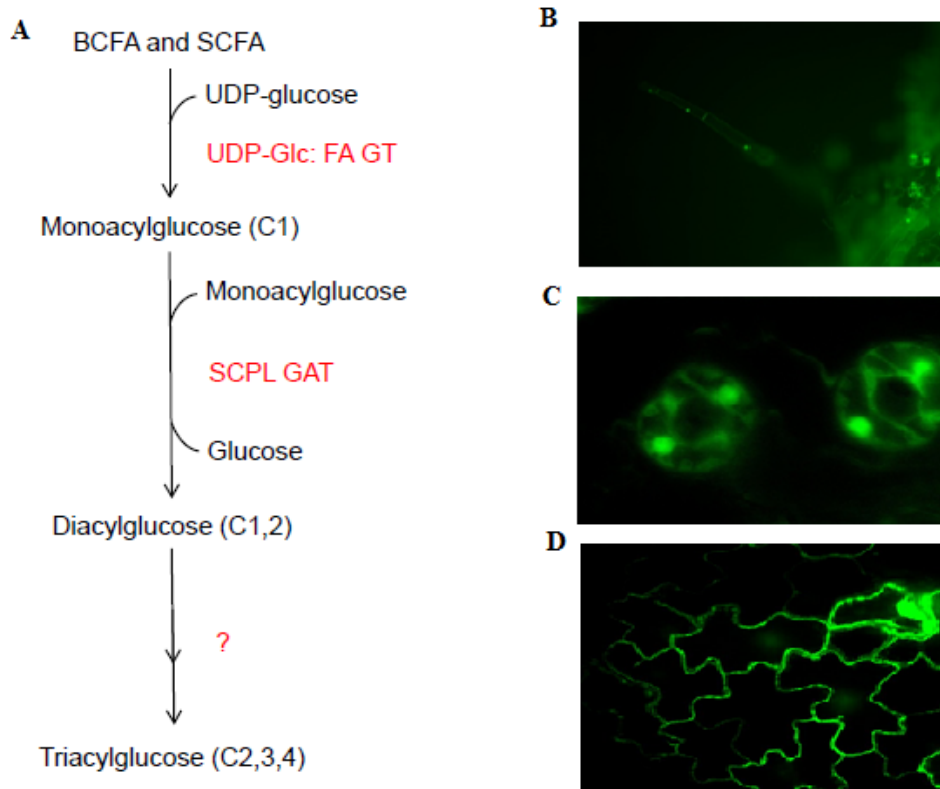 A
BCFA and SCFA
UDP-glucose
UDP-Glc: FA GT
Monoacylglucose (C1)
Monoacylglucose
SCPL GAT
Glucose
Diacylglucose (C1,2)
?
Triacylglucose (C2,3,4)
B
C
D